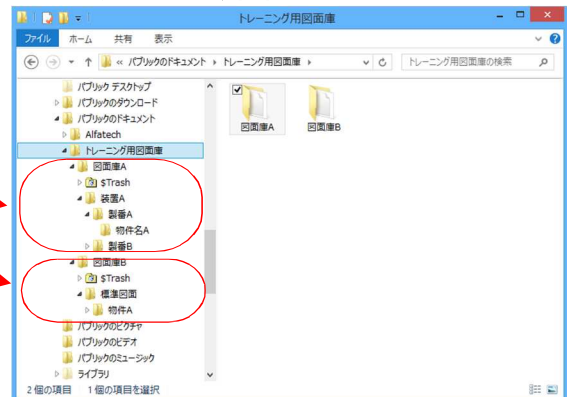 トレーニング用図面庫
ファイル ホーム 共有 表示
« パブリックのドキュメント ▸ トレーニング用図面庫 ▸ トレーニング用図面庫の検索
パブリック デスクトップ
パブリックのダウンロード
パブリックのドキュメント
Alfatech
トレーニング用図面庫
図面庫A
$Trash
装置A
製番A
物件名A
製番B
図面庫B
$Trash
標準図面
物件A
パブリックのピクチャ
パブリックのビデオ
パブリックのミュージック
ライブラリ
図面庫A 図面庫B
2 個の項目 1 個の項目を選択